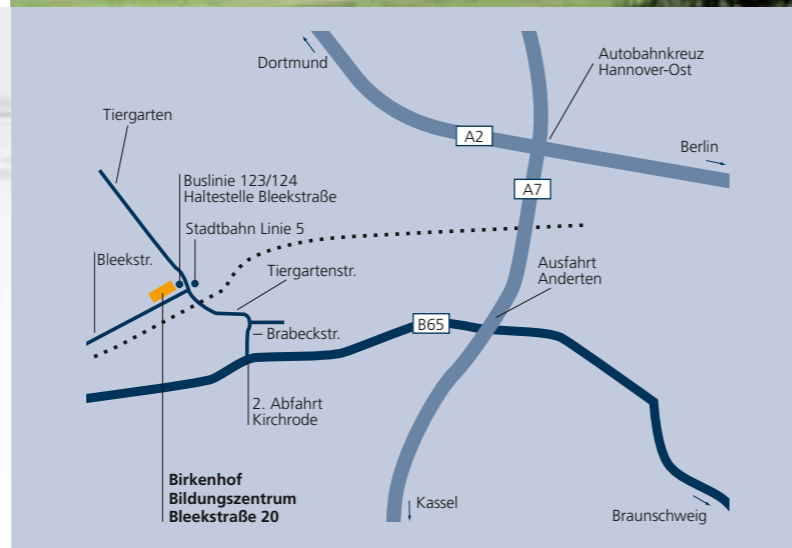 Dortmund
Autobahnkreuz
Hannover-Ost
Tiergarten
A2
Berlin
Buslinie 123/124
Haltestelle Bleekstraße
A7
Stadtbahn Linie 5
Bleekstr.
Tiergartenstr.
Ausfahrt
Anderten
B65
Brabeckstr.
2. Abfahrt
Kirchrode
Birkenhof
Bildungszentrum
Bleekstraße 20
Kassel
Braunschweig